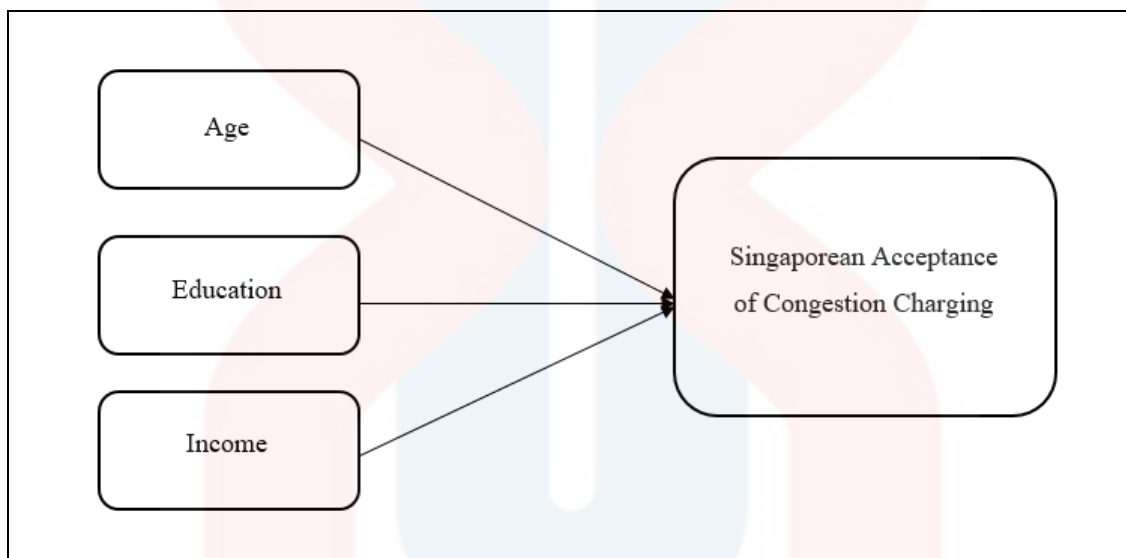 Age
Education
Income
Singaporean Acceptance
of Congestion Charging